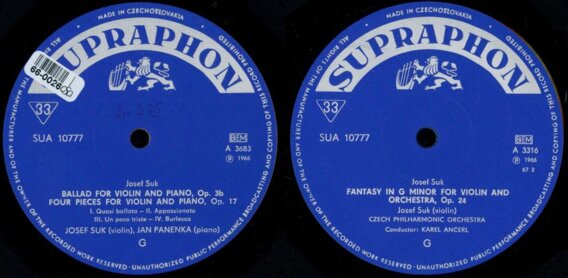 MADE IN CZECHOSLOVAKIA
SUPRAPHON
66-0026
33
SUA 10777
BIEM
A 3683
Ⓟ 1966
Josef Suk
BALLAD FOR VIOLIN AND PIANO, Op. 3b
FOUR PIECES FOR VIOLIN AND PIANO, Op. 17
I. Quasi ballata – II. Appassionato
III. Un poco triste – IV. Burlesca
JOSEF SUK (violin), JAN PANENKA (piano)
G
MADE IN CZECHOSLOVAKIA
ALL RIGHTS OF THE MANUFACTURER AND OF THE OWNER OF THE RECORDED WORK RESERVED · UNAUTHORIZED PUBLIC PERFORMANCE BROADCASTING AND COPYING OF THIS RECORD PROHIBITED
SUPRAPHON
33
SUA 10777
BIEM
A 3316
Ⓟ 1966
67 2
Josef Suk
FANTASY IN G MINOR FOR VIOLIN AND
ORCHESTRA, Op. 24
Josef Suk (violin)
CZECH PHILHARMONIC ORCHESTRA
Conductor: KAREL ANČERL
G